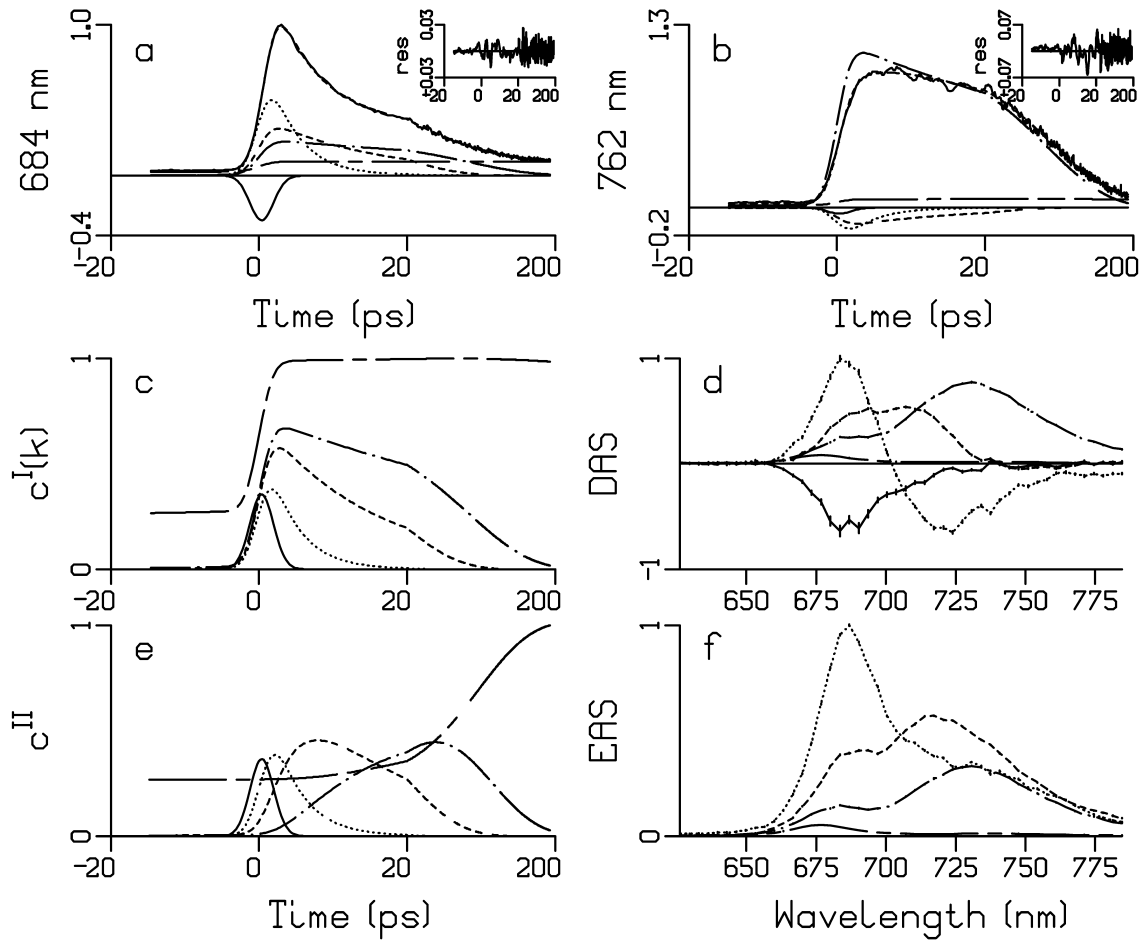 a
684 nm
1.0
-0.4
-20 0 20 200
Time (ps)
res
0.03
-0.03
-20 0 20 200
b
762 nm
1.3
-0.2
-20 0 20 200
Time (ps)
res
0.07
-0.07
-20 0 20 200
c
cI(k)
1
0
-20 0 20 200
d
DAS
1
-1
650 675 700 725 750 775
e
cII
1
0
-20 0 20 200
Time (ps)
f
EAS
1
0
650 675 700 725 750 775
Wavelength (nm)